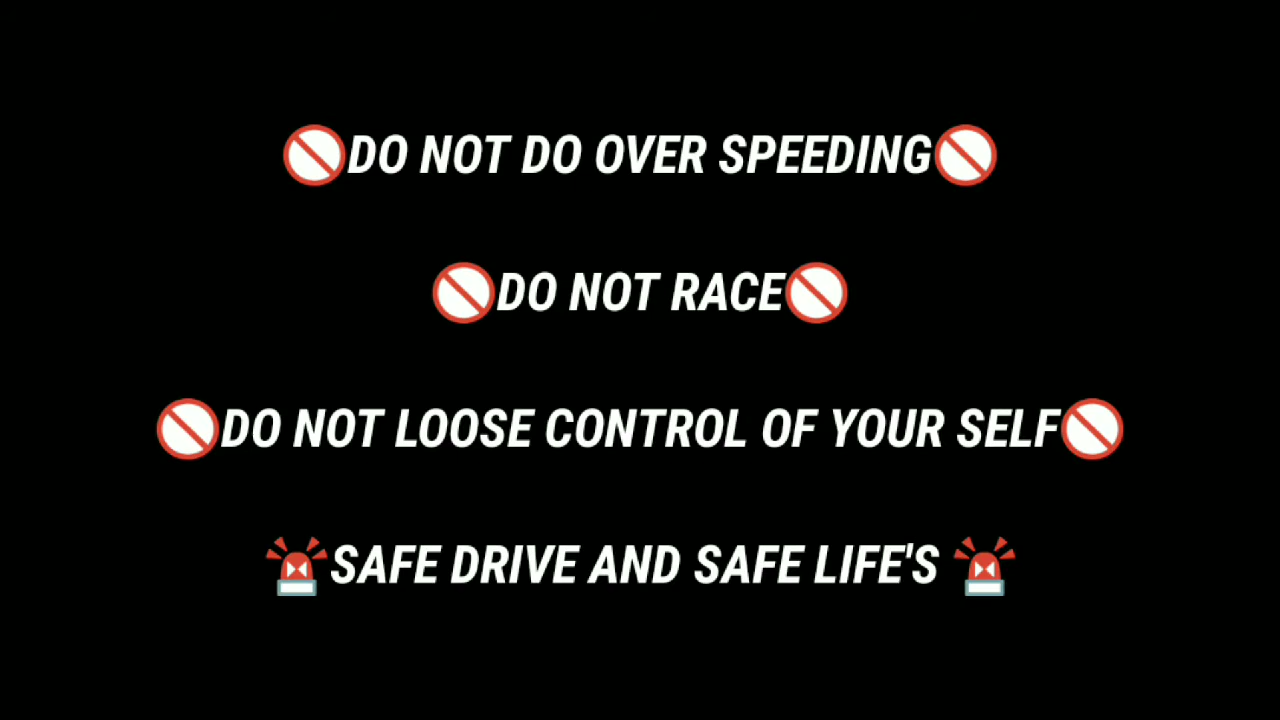 🚫DO NOT DO OVER SPEEDING🚫
🚫DO NOT RACE🚫
🚫DO NOT LOOSE CONTROL OF YOUR SELF🚫
🚨SAFE DRIVE AND SAFE LIFE'S 🚨